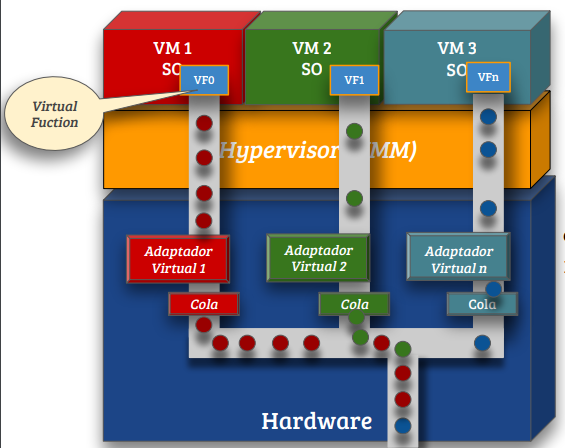 VM 1
SO
VF0
VM 2
SO
VF1
VM 3
SO
VFn
Virtual
Fuction
Hypervisor MM)
Adaptador
Virtual 1
Adaptador
Virtual 2
Adaptador
Virtual n
Cola
Cola
Cola
Hardware